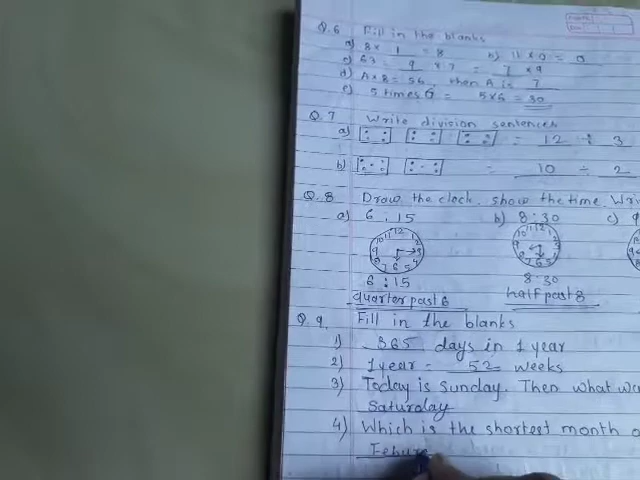 Q.6 Fill in the blanks
a) 8 × 1 = 8 b) 11 × 0 = 0
c) 63 = 9 × 7 = 7 × 9
d) A × 8 = 56, then A is 7
e) 5 times 6 = 5 × 6 = 30
Q.7 Write division sentences
a) = 12 ÷ 3
b) = 10 ÷ 2
Q.8 Draw the clock, show the time.
a) 6:15 b) 8:30 c)
6:15 8:30
quarter past 6 half past 8
Q.9. Fill in the blanks
1) 365 days in 1 year
2) 1 year = 52 weeks
3) Today is Sunday. Then what
Saturday
4) Which is the shortest month